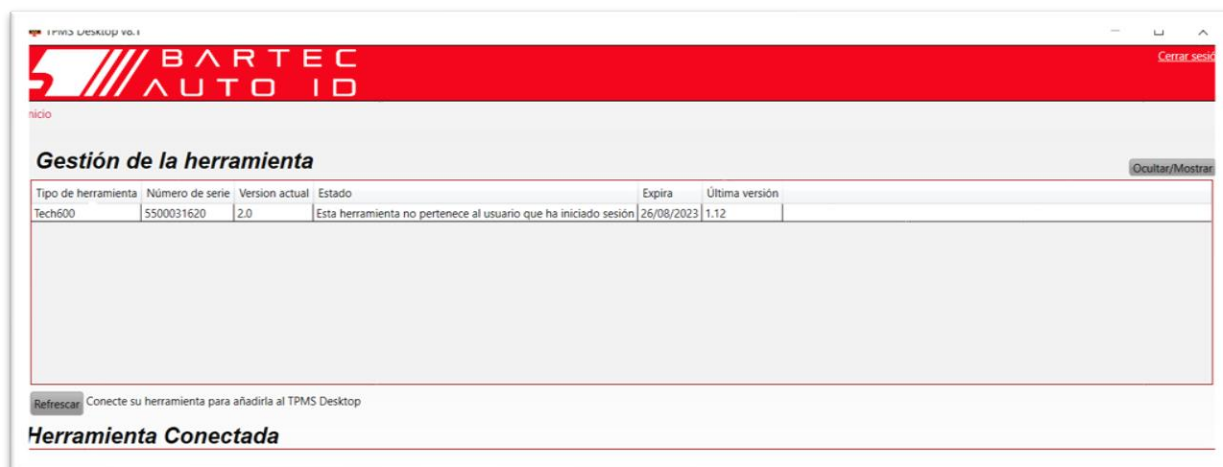 TPMS Desktop v8.1
BARTEC
AUTO ID
Cerrar sesió
nicio
Gestión de la herramienta
Ocultar/Mostrar
Tipo de herramienta Número de serie Version actual Estado Expira Última versión
Tech600 5500031620 2.0 Esta herramienta no pertenece al usuario que ha iniciado sesión 26/08/2023 1.12
Refrescar Conecte su herramienta para añadirla al TPMS Desktop
Herramienta Conectada